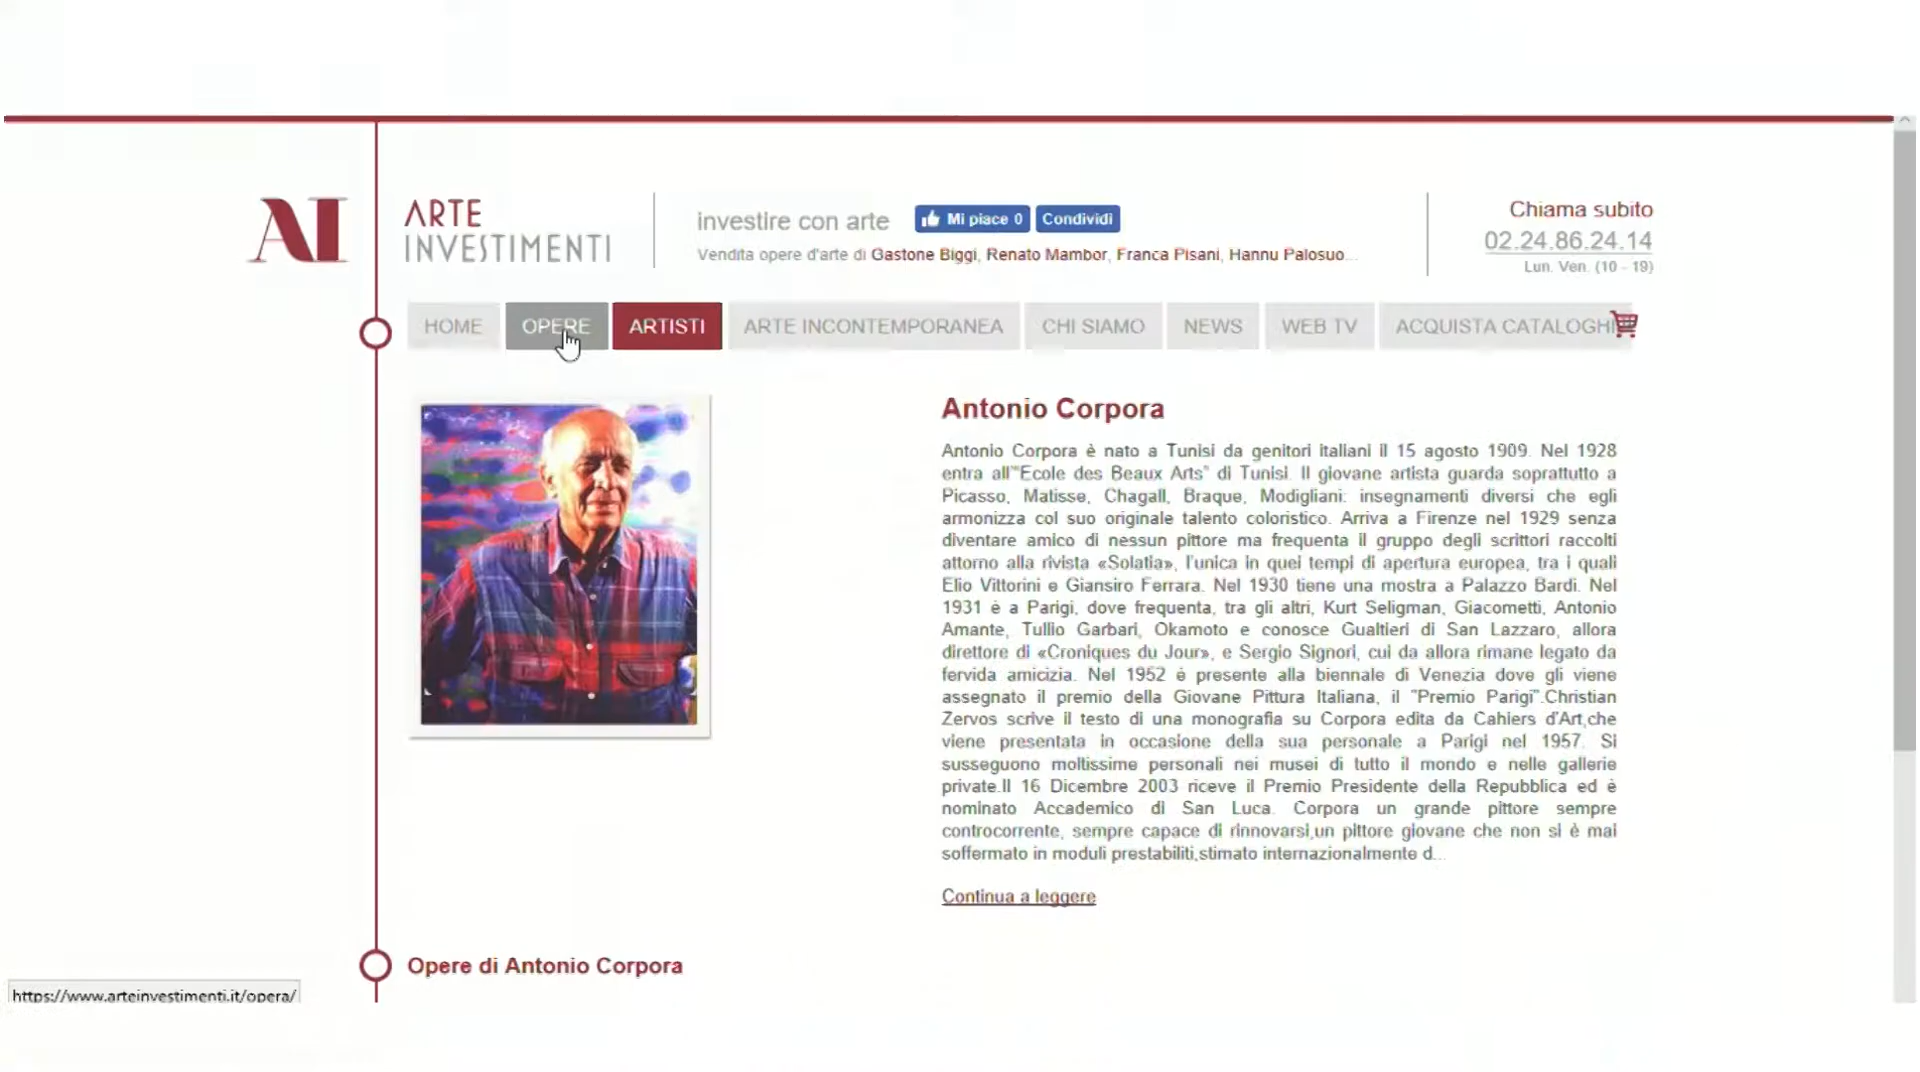 AI
ARTE
INVESTIMENTI
investire con arte
Mi piace 0
Condividi
Vendita opere d'arte di Gastone Biggi, Renato Mambor, Franca Pisani, Hannu Palosuo...
Chiama subito
02.24.86.24.14
Lun. Ven. (10 - 19)
HOME
OPERE
ARTISTI
ARTE INCONTEMPORANEA
CHI SIAMO
NEWS
WEB TV
ACQUISTA CATALOGHI
Antonio Corpora
Antonio Corpora è nato a Tunisi da genitori italiani il 15 agosto 1909. Nel 1928
entra all'"Ecole des Beaux Arts" di Tunisi. Il giovane artista guarda soprattutto a
Picasso, Matisse, Chagall, Braque, Modigliani: insegnamenti diversi che egli
armonizza col suo originale talento coloristico. Arriva a Firenze nel 1929 senza
diventare amico di nessun pittore ma frequenta il gruppo degli scrittori raccolti
attorno alla rivista «Solatia», l'unica in quei tempi di apertura europea, tra i quali
Elio Vittorini e Giansiro Ferrara. Nel 1930 tiene una mostra a Palazzo Bardi. Nel
1931 è a Parigi, dove frequenta, tra gli altri, Kurt Seligman, Giacometti, Antonio
Amante, Tullio Garbari, Okamoto e conosce Gualtieri di San Lazzaro, allora
direttore di «Croniques du Jour», e Sergio Signori, cui da allora rimane legato da
fervida amicizia. Nel 1952 è presente alla biennale di Venezia dove gli viene
assegnato il premio della Giovane Pittura Italiana, il "Premio Parigi".Christian
Zervos scrive il testo di una monografia su Corpora edita da Cahiers d'Art,che
viene presentata in occasione della sua personale a Parigi nel 1957. Si
susseguono moltissime personali nei musei di tutto il mondo e nelle gallerie
private.Il 16 Dicembre 2003 riceve il Premio Presidente della Repubblica ed è
nominato Accademico di San Luca. Corpora un grande pittore sempre
controcorrente, sempre capace di rinnovarsi,un pittore giovane che non si è mai
soffermato in moduli prestabiliti,stimato internazionalmente d...
Continua a leggere
Opere di Antonio Corpora
https://www.arteinvestimenti.it/opera/